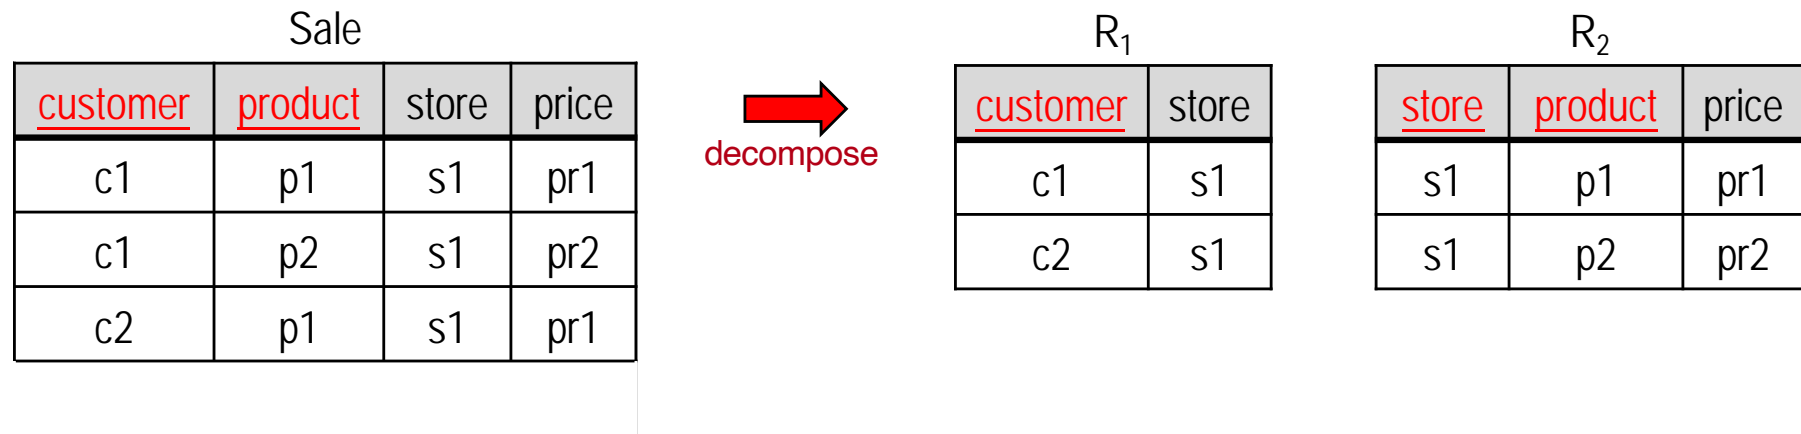 Sale
customer product store price
c1 p1 s1 pr1
c1 p2 s1 pr2
c2 p1 s1 pr1
decompose
R1
customer store
c1 s1
c2 s1
R2
store product price
s1 p1 pr1
s1 p2 pr2